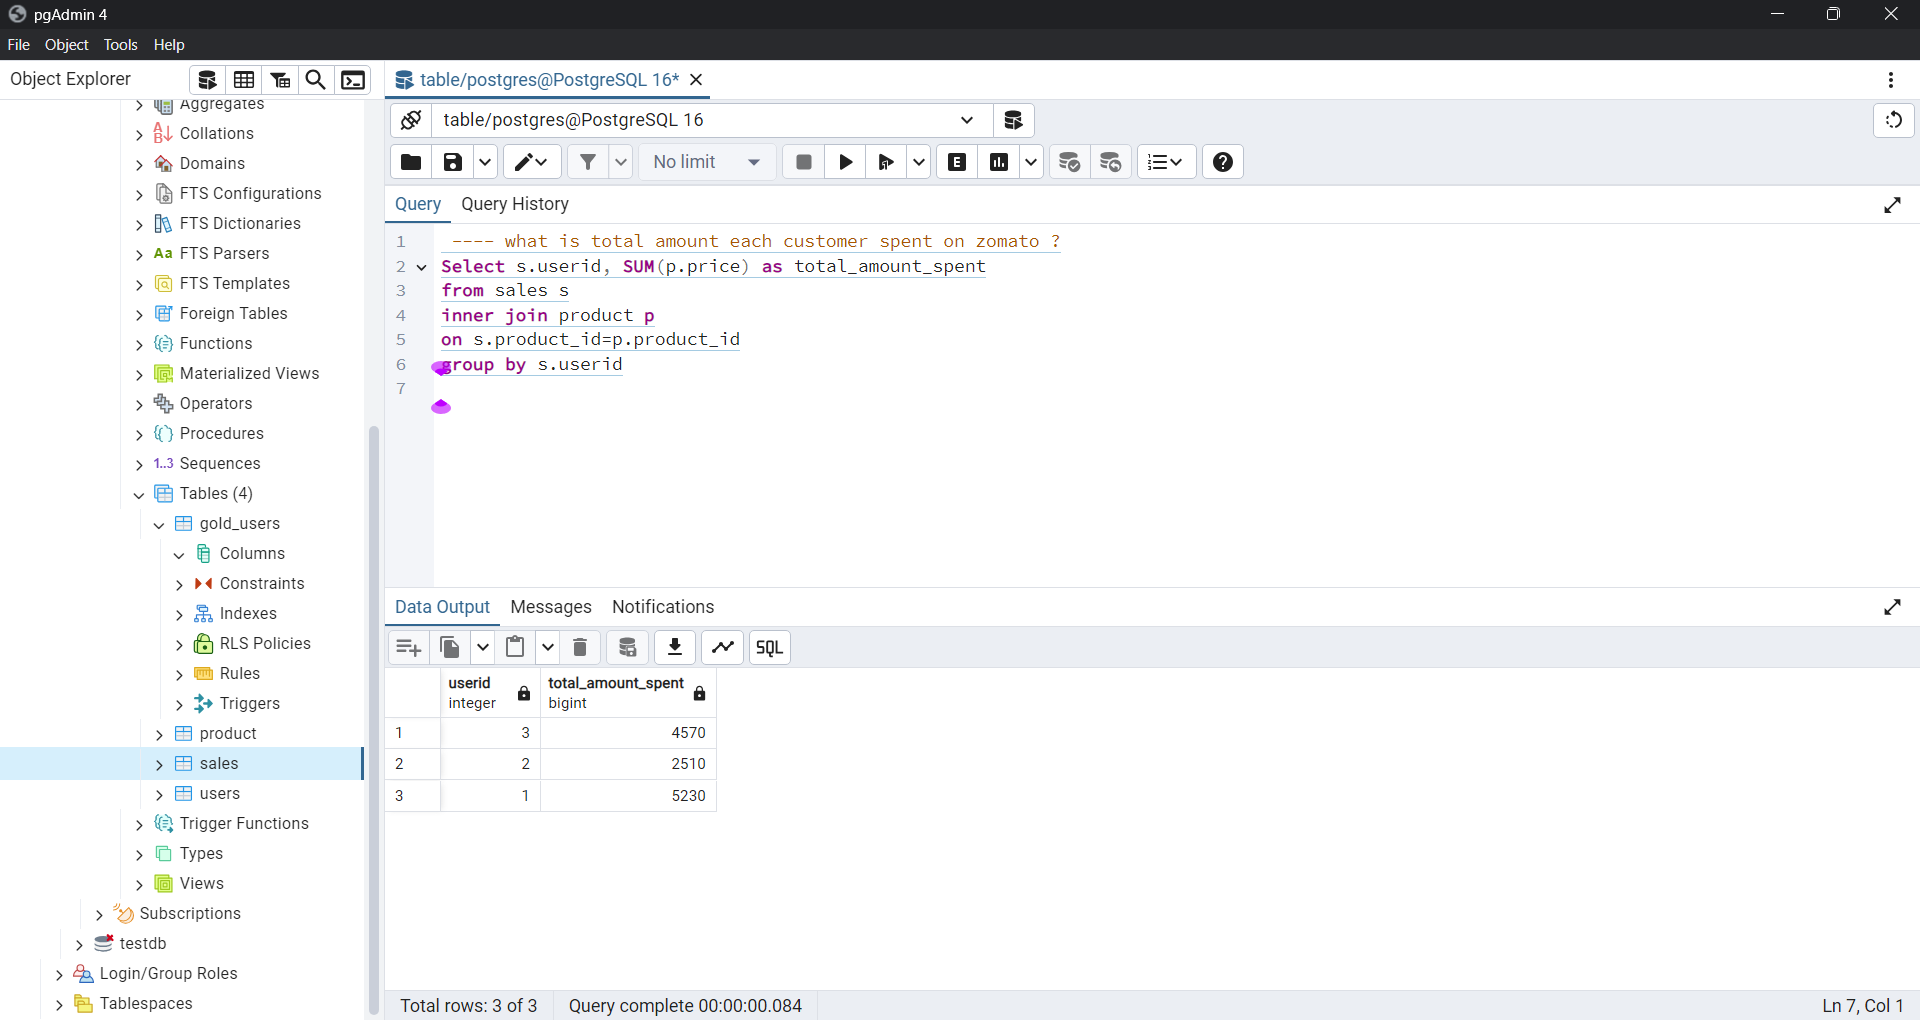 pgAdmin 4
File Object Tools Help
Object Explorer
table/postgres@PostgreSQL 16*
table/postgres@PostgreSQL 16
No limit
E
Query Query History
1 ---- what is total amount each customer spent on zomato ?
2 Select s.userid, SUM(p.price) as total_amount_spent
3 from sales s
4 inner join product p
5 on s.product_id=p.product_id
6 group by s.userid
7
Aggregates
Collations
Domains
FTS Configurations
FTS Dictionaries
Aa FTS Parsers
FTS Templates
Foreign Tables
Functions
Materialized Views
Operators
Procedures
1..3 Sequences
Tables (4)
gold_users
Columns
Constraints
Indexes
RLS Policies
Rules
Triggers
product
sales
users
Trigger Functions
Types
Views
Subscriptions
testdb
Login/Group Roles
Tablespaces
Data Output Messages Notifications
SQL
userid total_amount_spent
integer bigint
1 3 4570
2 2 2510
3 1 5230
Total rows: 3 of 3 Query complete 00:00:00.084 Ln 7, Col 1